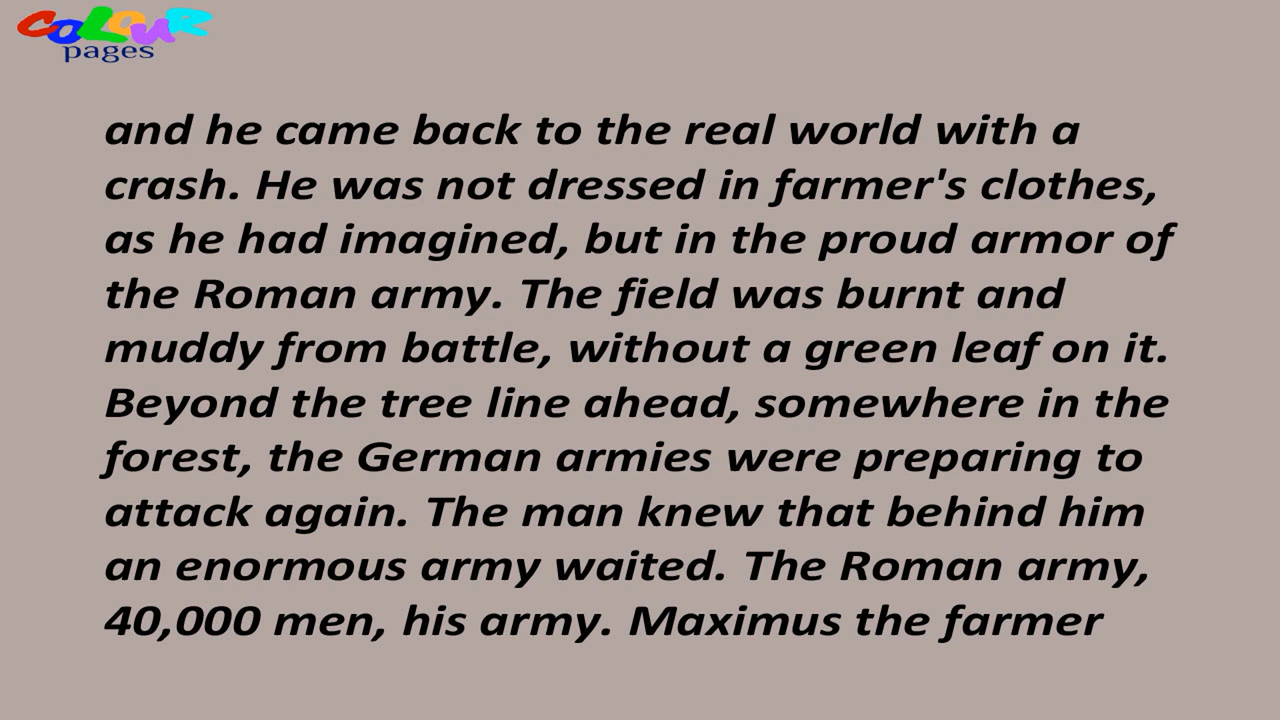 COLOUR
pages
and he came back to the real world with a
crash. He was not dressed in farmer's clothes,
as he had imagined, but in the proud armor of
the Roman army. The field was burnt and
muddy from battle, without a green leaf on it.
Beyond the tree line ahead, somewhere in the
forest, the German armies were preparing to
attack again. The man knew that behind him
an enormous army waited. The Roman army,
40,000 men, his army. Maximus the farmer